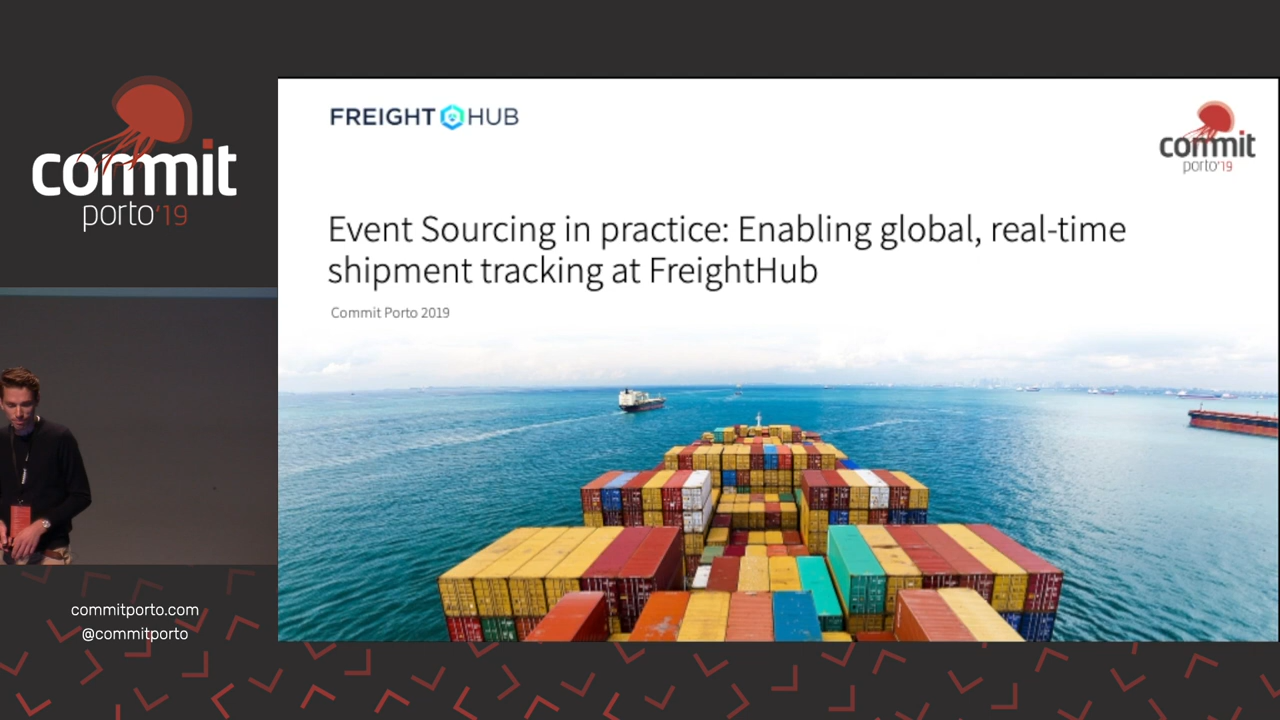 commit
porto'19
FREIGHT HUB
commit
porto'19
Event Sourcing in practice: Enabling global, real-time
shipment tracking at FreightHub
Commit Porto 2019
commitporto.com
@commitporto